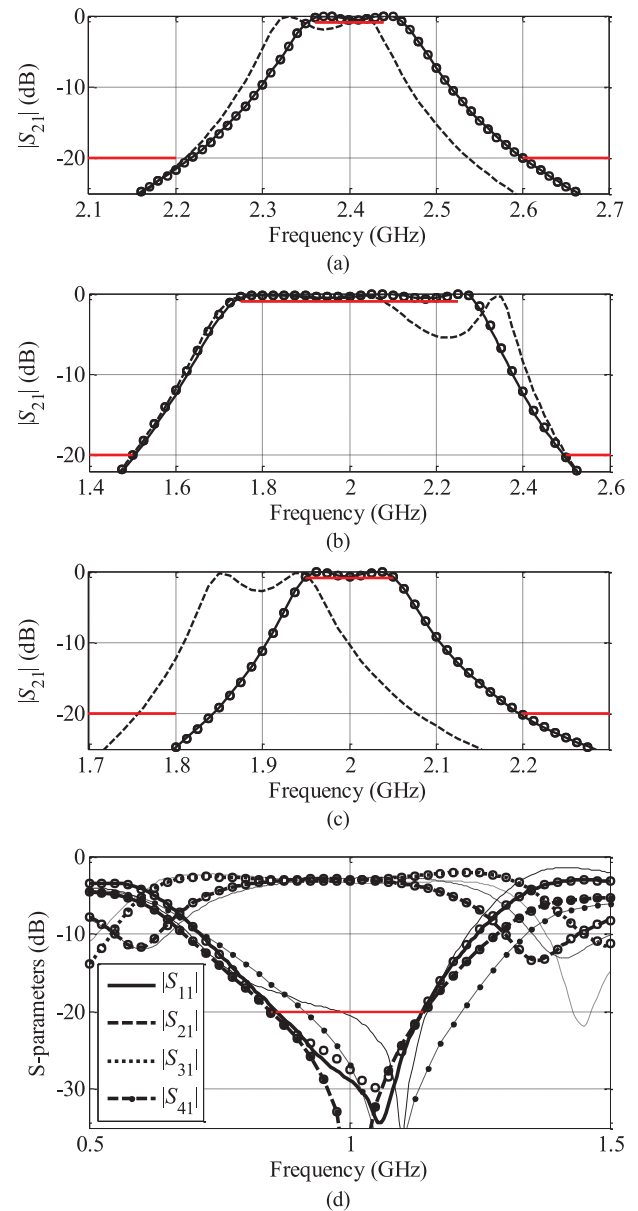 0
-10
-20
|S21| (dB)
2.1 2.2 2.3 2.4 2.5 2.6 2.7
Frequency (GHz)
(a)
0
-10
-20
|S21| (dB)
1.4 1.6 1.8 2 2.2 2.4 2.6
Frequency (GHz)
(b)
0
-10
-20
|S21| (dB)
1.7 1.8 1.9 2 2.1 2.2
Frequency (GHz)
(c)
0
-10
-20
-30
S-parameters (dB)
|S11|
|S21|
|S31|
|S41|
0.5 1 1.5
Frequency (GHz)
(d)